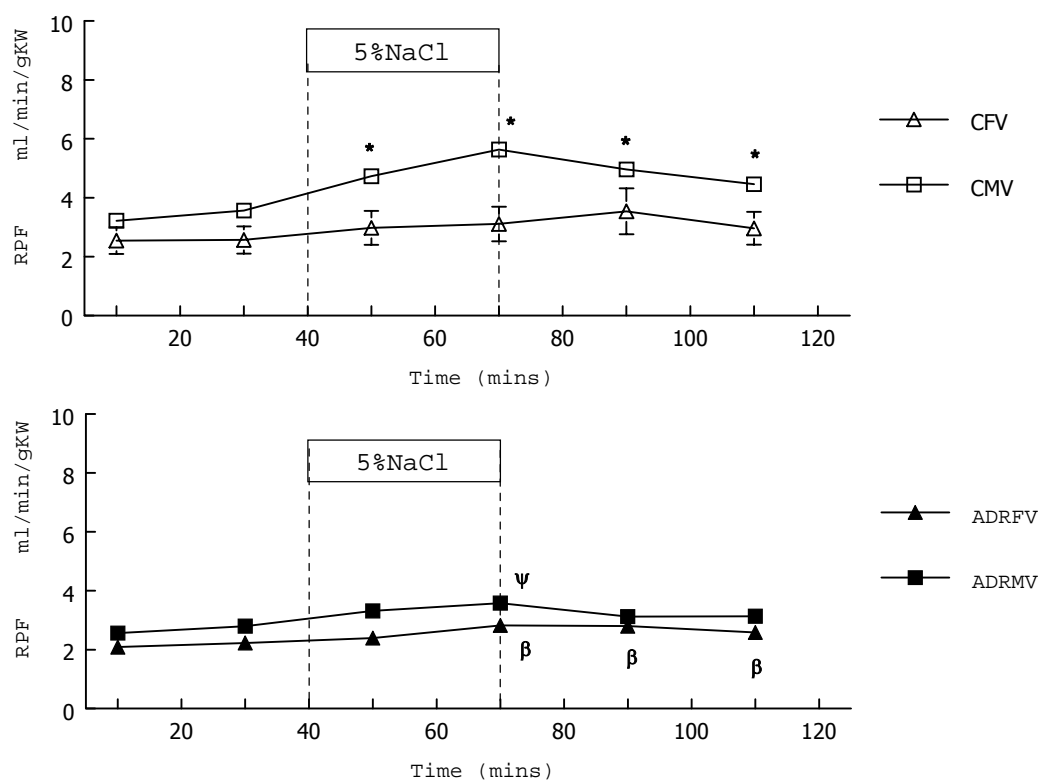 10
8
6
4
2
0
RPF ml/min/gKW
5%NaCl
*
*
*
*
20 40 60 80 100 120
Time (mins)
CFV
CMV
10
8
6
4
2
0
RPF ml/min/gKW
5%NaCl
ψ
β
β
β
20 40 60 80 100 120
Time (mins)
ADRFV
ADRMV